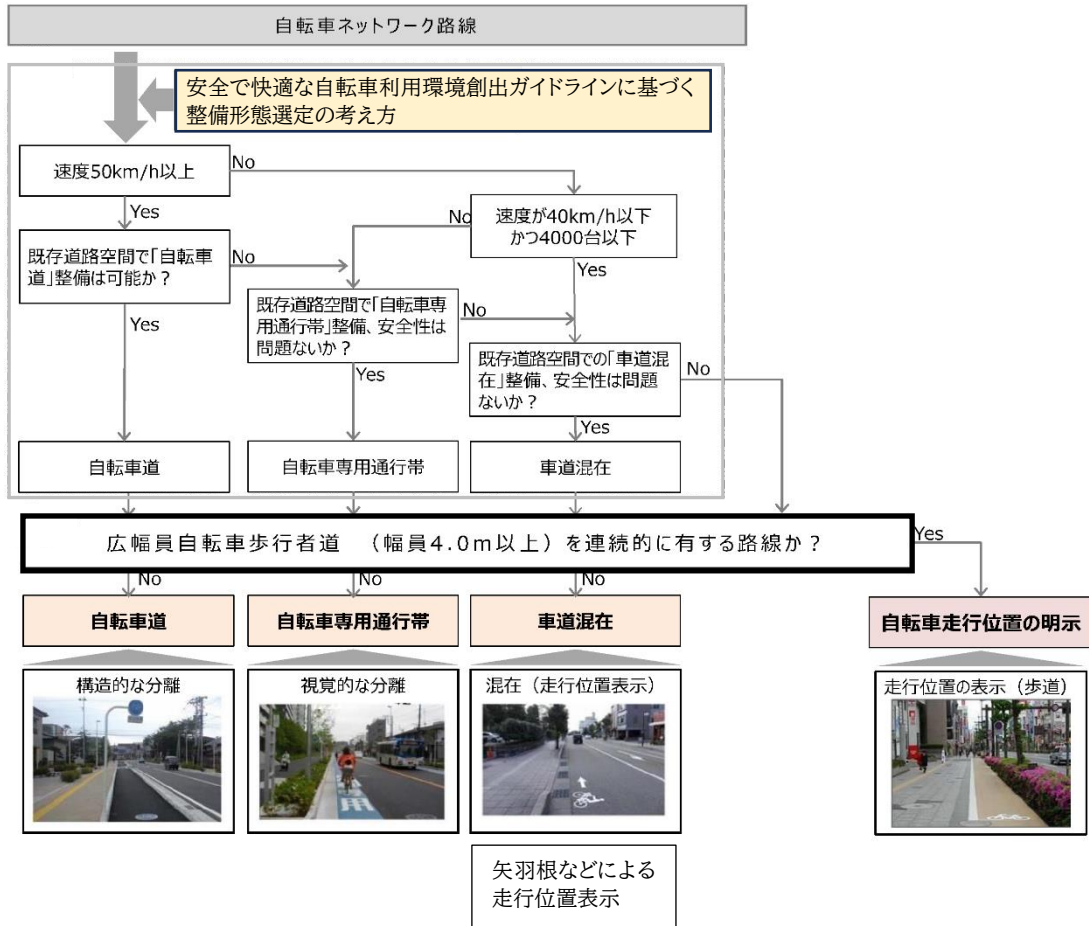 自転車ネットワーク路線
安全で快適な自転車利用環境創出ガイドラインに基づく
整備形態選定の考え方
速度50km/h以上
No
Yes
速度が40km/h以下
かつ4000台以下
No
Yes
既存道路空間で「自転車
道」整備は可能か？
No
Yes
既存道路空間で「自転車専
用通行帯」整備、安全性は
問題ないか？
No
Yes
既存道路空間での「車道混
在」整備、安全性は問題
ないか？
No
Yes
自転車道
自転車専用通行帯
車道混在
広幅員自転車歩行者道 （幅員4.0m以上）を連続的に有する路線か？
Yes
No
No
No
自転車道
自転車専用通行帯
車道混在
自転車走行位置の明示
構造的な分離
視覚的な分離
混在（走行位置表示）
走行位置の表示（歩道）
矢羽根などによる
走行位置表示